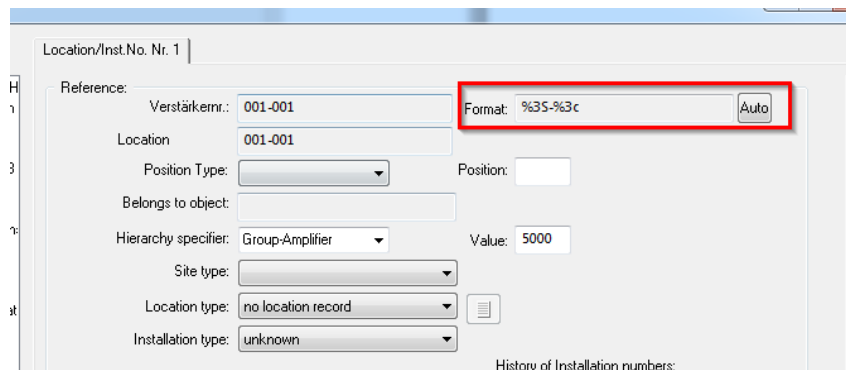 Location/Inst.No. Nr. 1
Reference:
Verstärkernr.: 001-001 Format: %3S-%3c Auto
Location 001-001
Position Type: Position:
Belongs to object:
Hierarchy specifier: Group-Amplifier Value: 5000
Site type:
Location type: no location record
Installation type: unknown
History of Installation numbers: